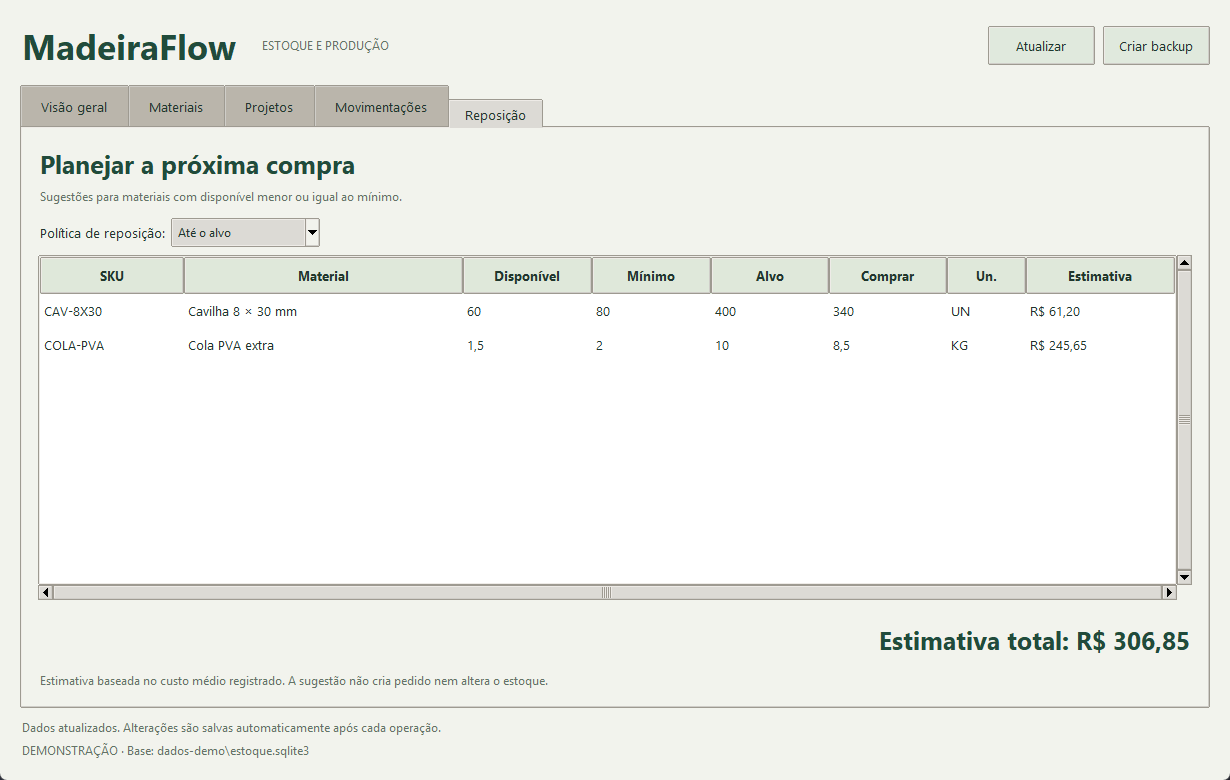 MadeiraFlow ESTOQUE E PRODUÇÃO Atualizar Criar backup
Visão geral Materiais Projetos Movimentações Reposição
Planejar a próxima compra
Sugestões para materiais com disponível menor ou igual ao mínimo.
Política de reposição: Até o alvo
SKU Material Disponível Mínimo Alvo Comprar Un. Estimativa
CAV-8X30 Cavilha 8 × 30 mm 60 80 400 340 UN R$ 61,20
COLA-PVA Cola PVA extra 1,5 2 10 8,5 KG R$ 245,65
Estimativa total: R$ 306,85
Estimativa baseada no custo médio registrado. A sugestão não cria pedido nem altera o estoque.
Dados atualizados. Alterações são salvas automaticamente após cada operação.
DEMONSTRAÇÃO · Base: dados-demo\estoque.sqlite3